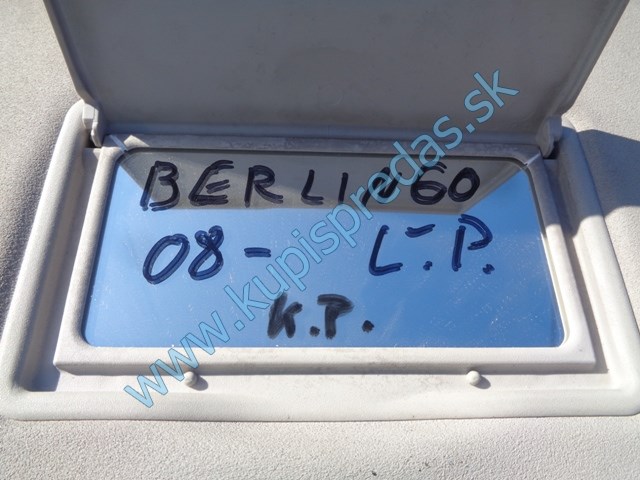 BERLINGO
08- L.P.
K.P.
www.kupispredas.sk